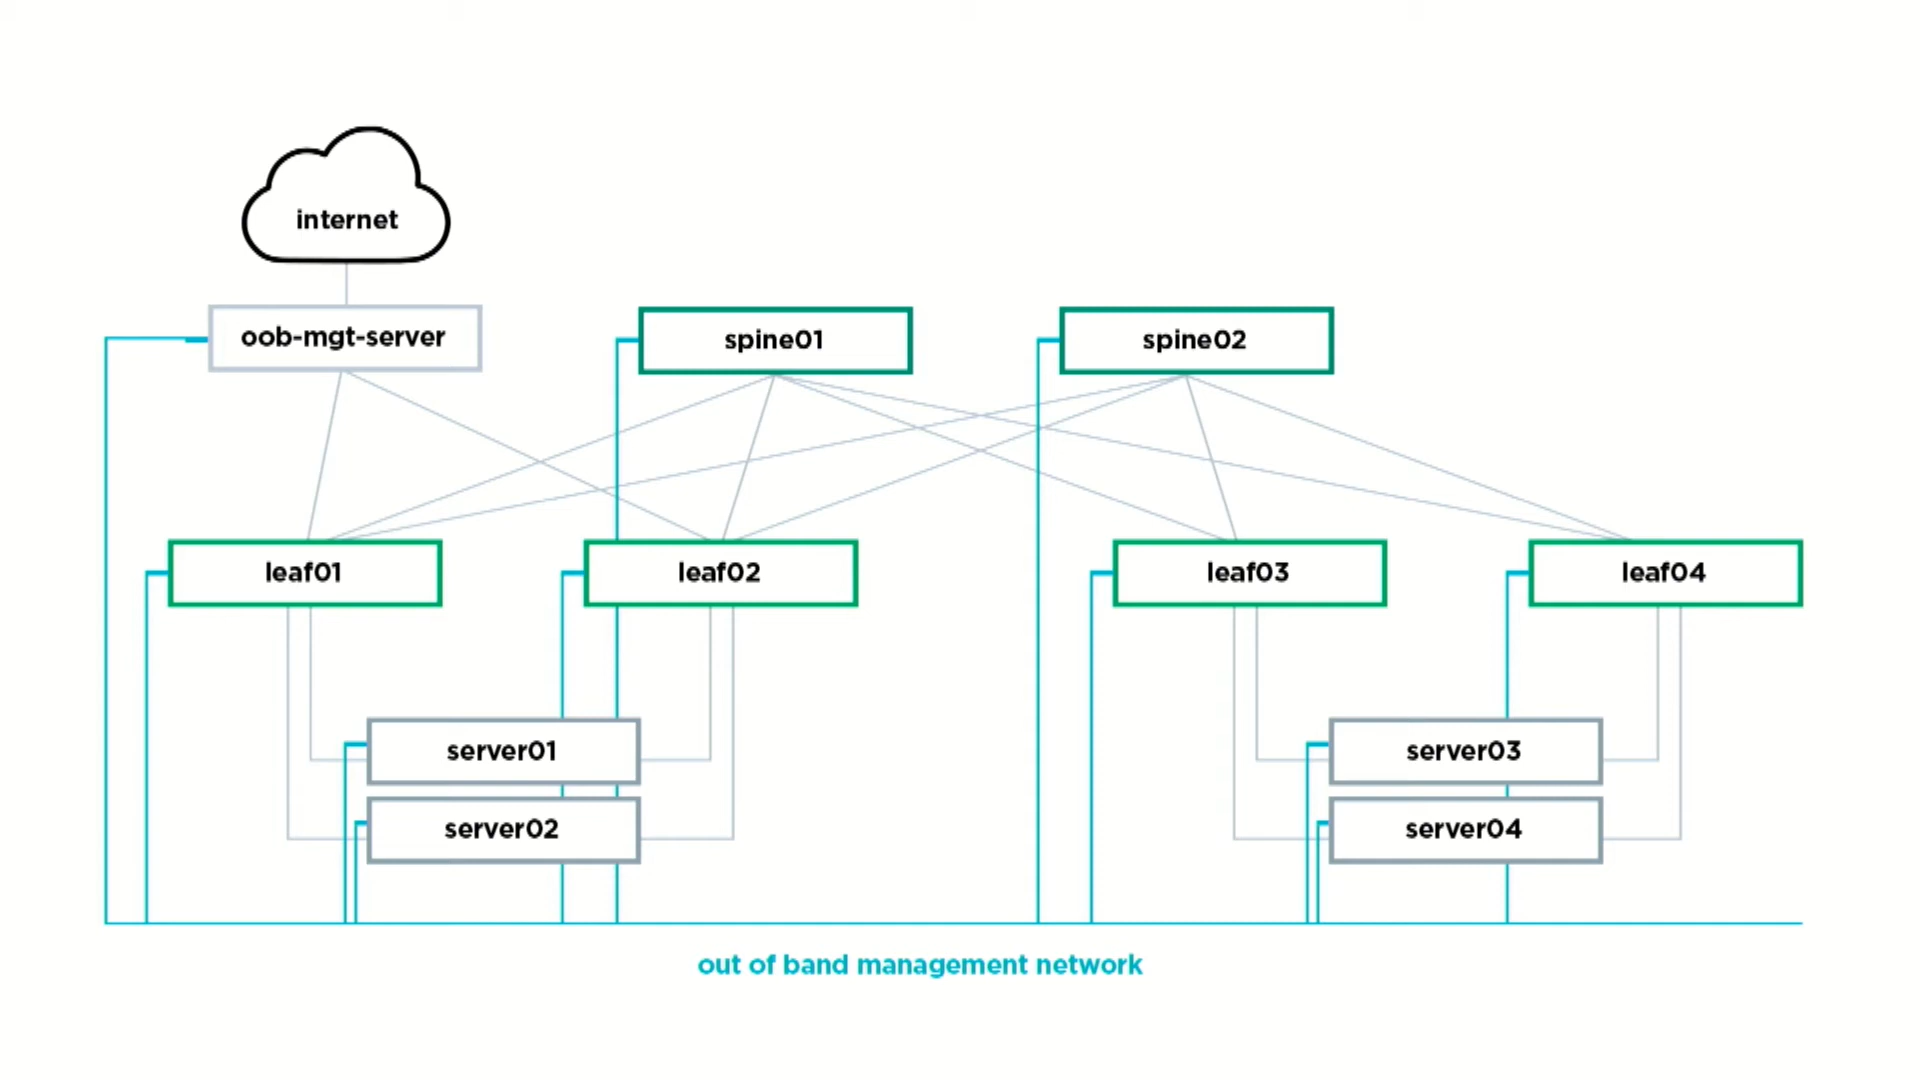 internet
oob-mgt-server
spine01
spine02
leaf01
leaf02
leaf03
leaf04
server01
server03
server02
server04
out of band management network